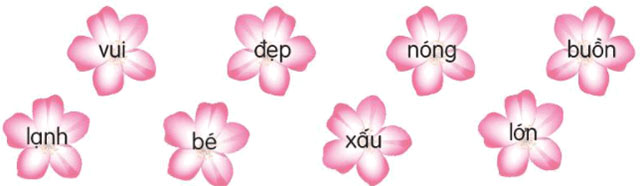 vui đẹp nóng buồn
lạnh bé xấu lớn